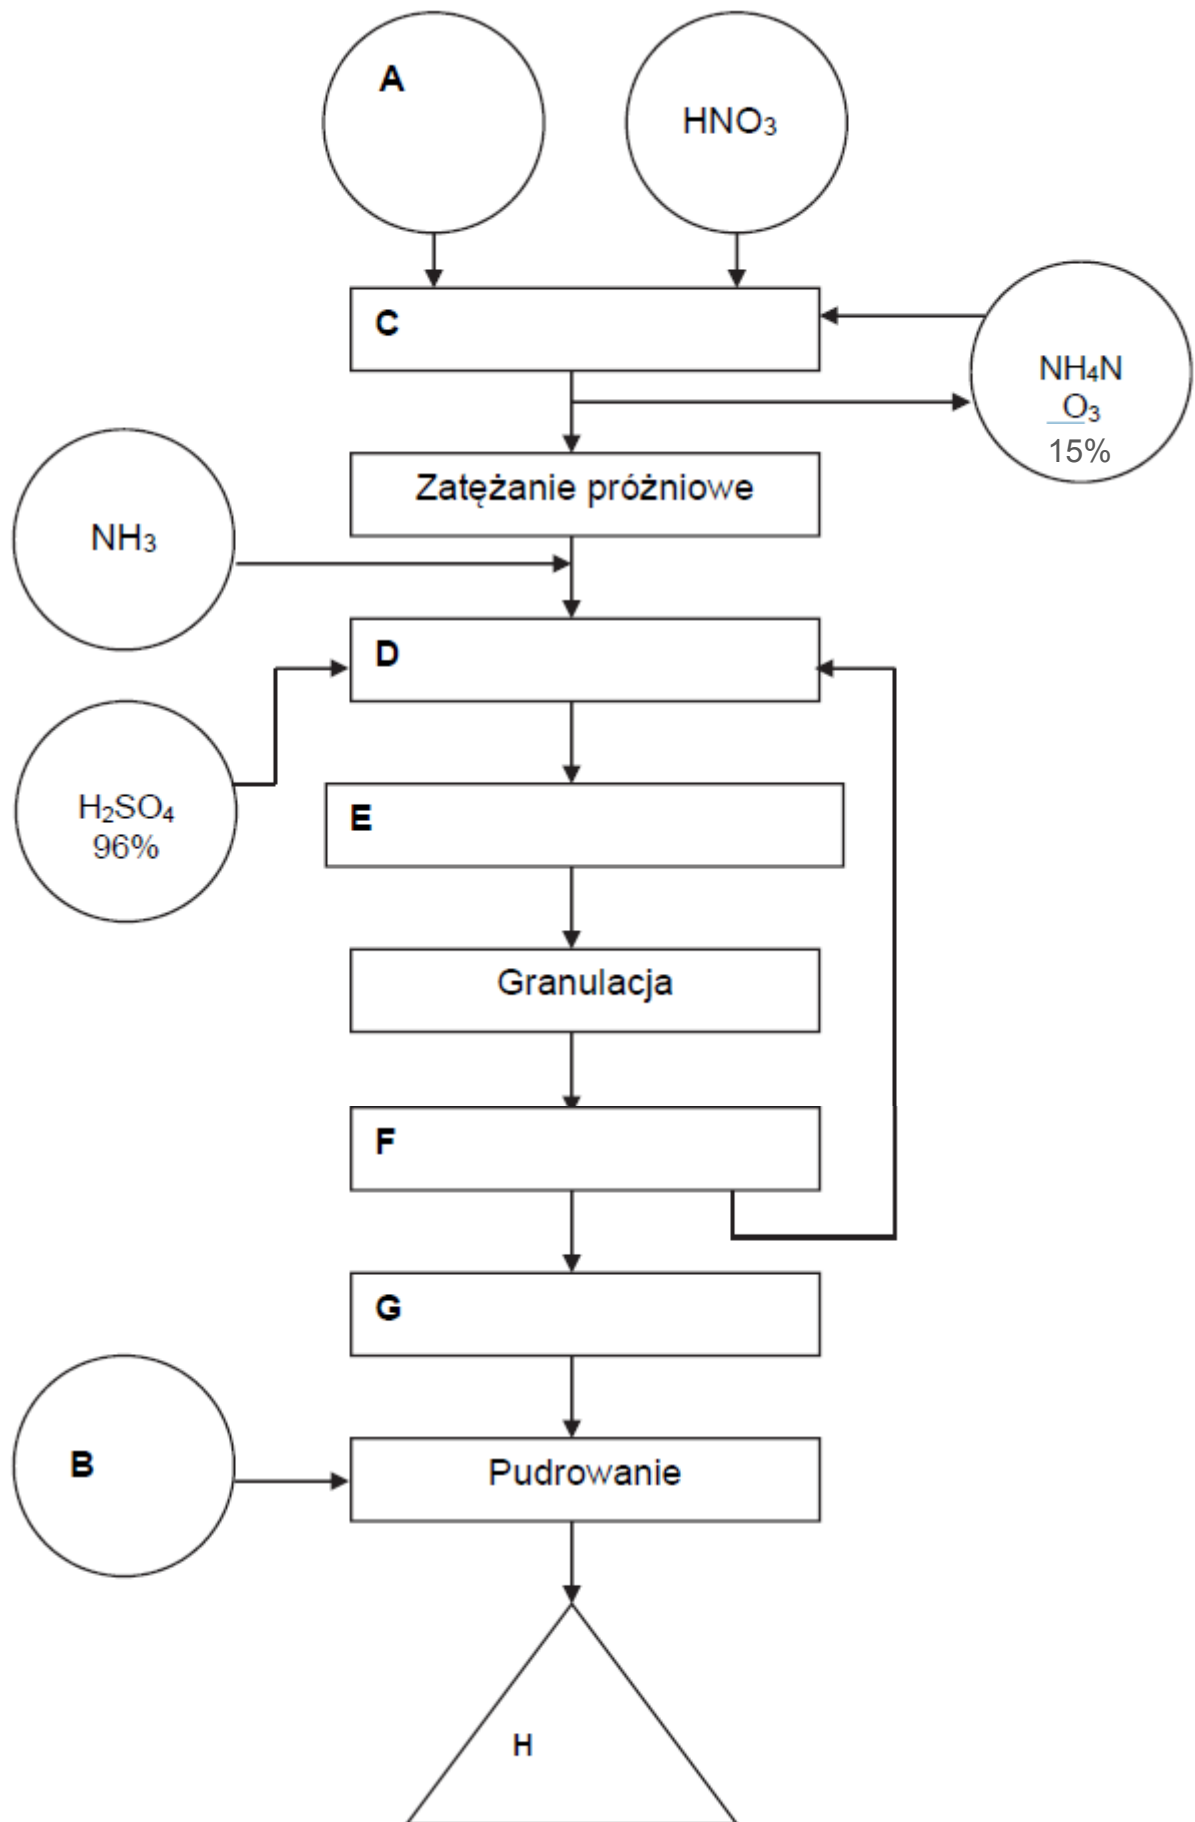 A
HNO₃
C
NH₄N
O₃
15%
Zatężanie próżniowe
NH₃
D
H₂SO₄
96%
E
Granulacja
F
G
B
Pudrowanie
H